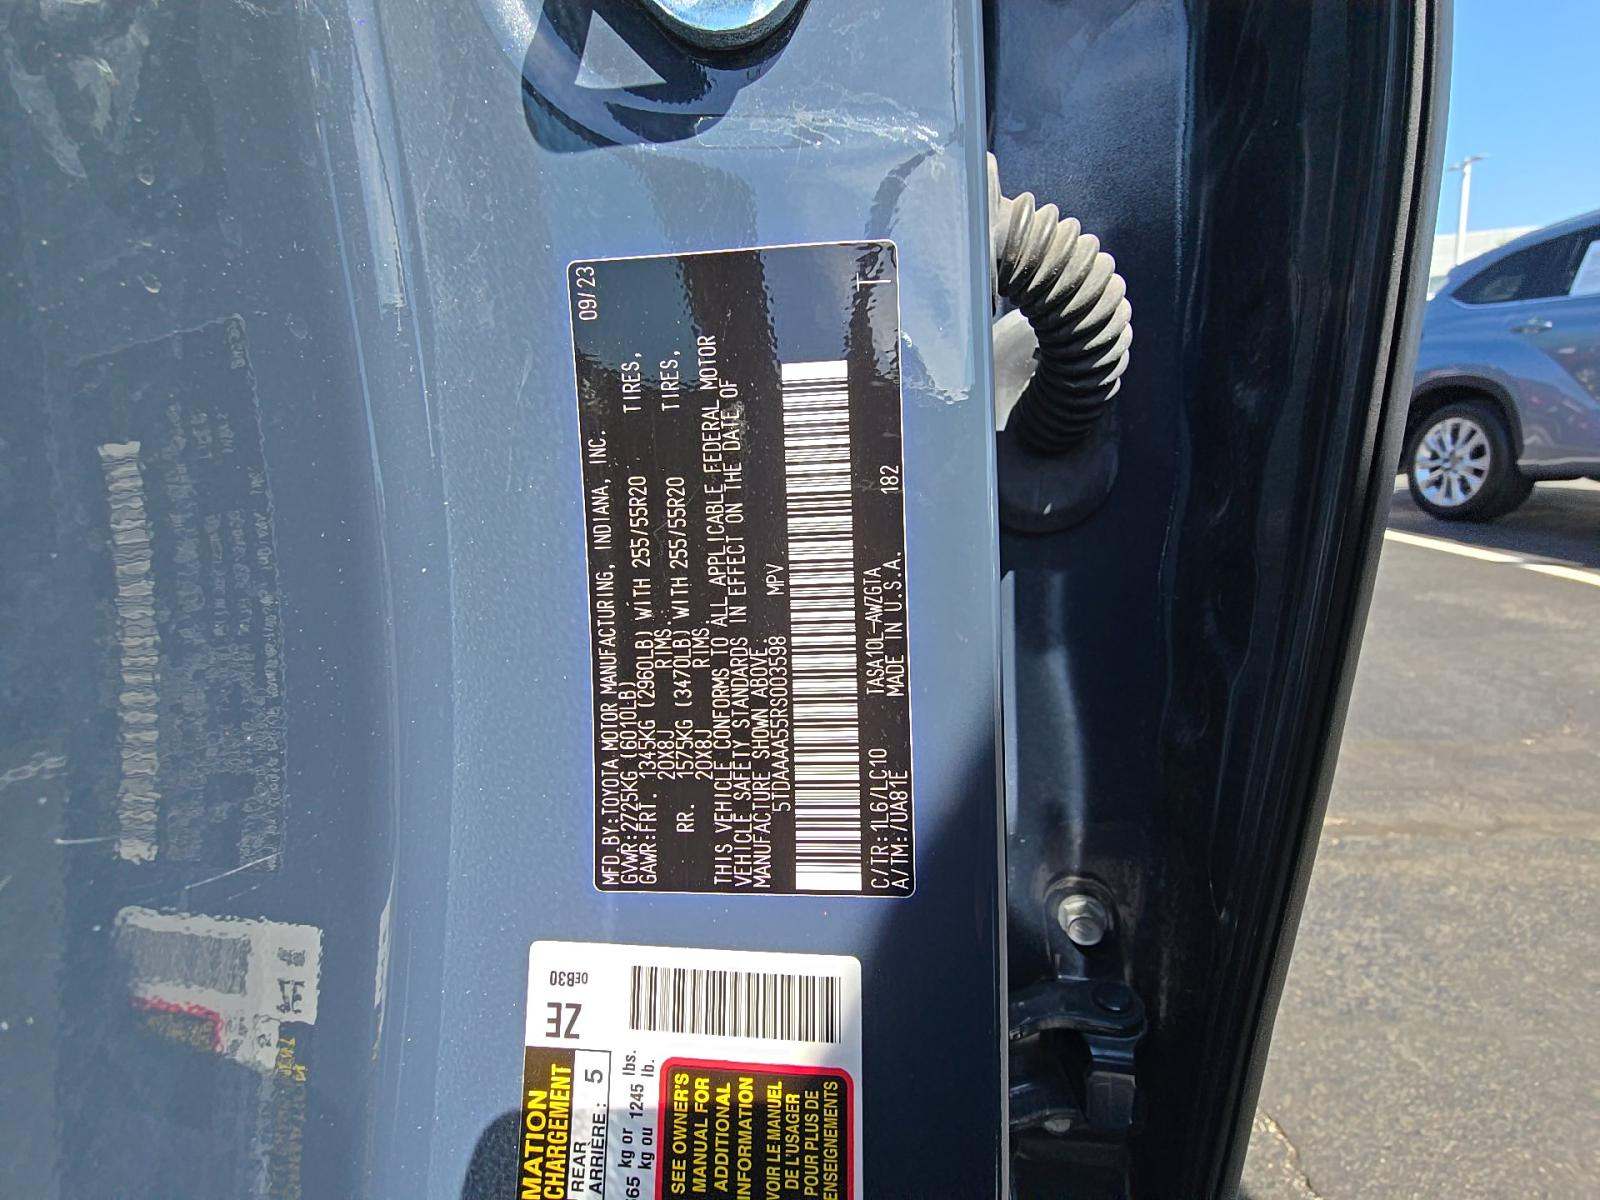 09/23
MFD.BY:TOYOTA MOTOR MANUFACTURING, INDIANA, INC.
GVWR:2725KG (6010LB)
GAWR:FRT. 1345KG (2960LB) WITH 255/55R20 TIRES,
20X8J RIMS.
RR. 1575KG (3470LB) WITH 255/55R20 TIRES,
20X8J RIMS.
THIS VEHICLE CONFORMS TO ALL APPLICABLE FEDERAL MOTOR
VEHICLE SAFETY STANDARDS IN EFFECT ON THE DATE OF
MANUFACTURE SHOWN ABOVE.
5TDAAAA55RS003598 MPV
T
C/TR:1L6/LC10 TASA10L-AWZGTA
A/TM:/UA81E MADE IN U.S.A. 182
MATION
CHARGEMENT
REAR
ARRIÈRE : 5
kg or 1245 lbs.
kg ou lb.
SEE OWNER'S
MANUAL FOR
ADDITIONAL
INFORMATION
VOIR LE MANUEL
DE L'USAGER
POUR PLUS DE
RENSEIGNEMENTS
ZE
0EB30